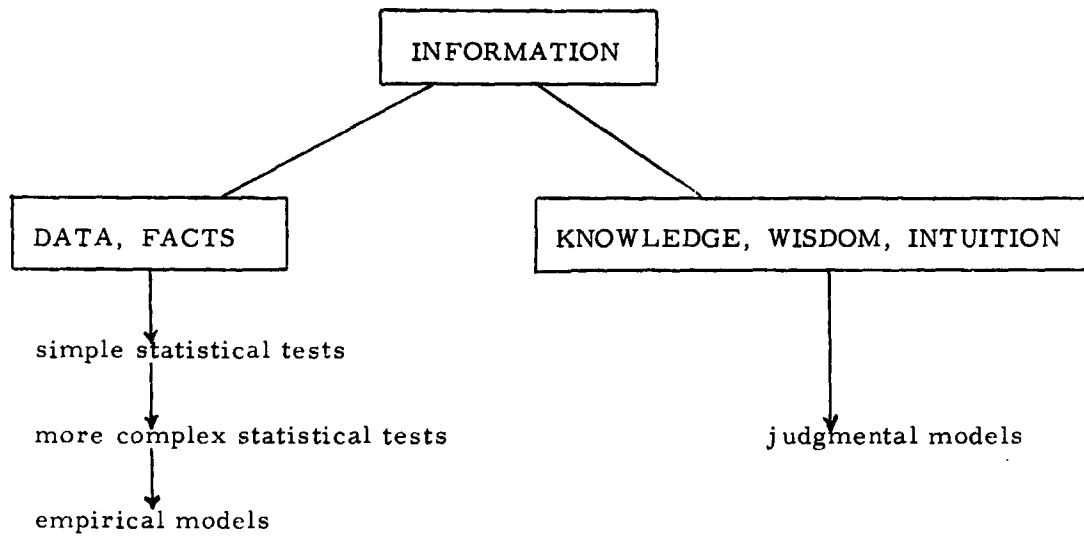 INFORMATION
DATA, FACTS
KNOWLEDGE, WISDOM, INTUITION
simple statistical tests
more complex statistical tests
judgmental models
empirical models